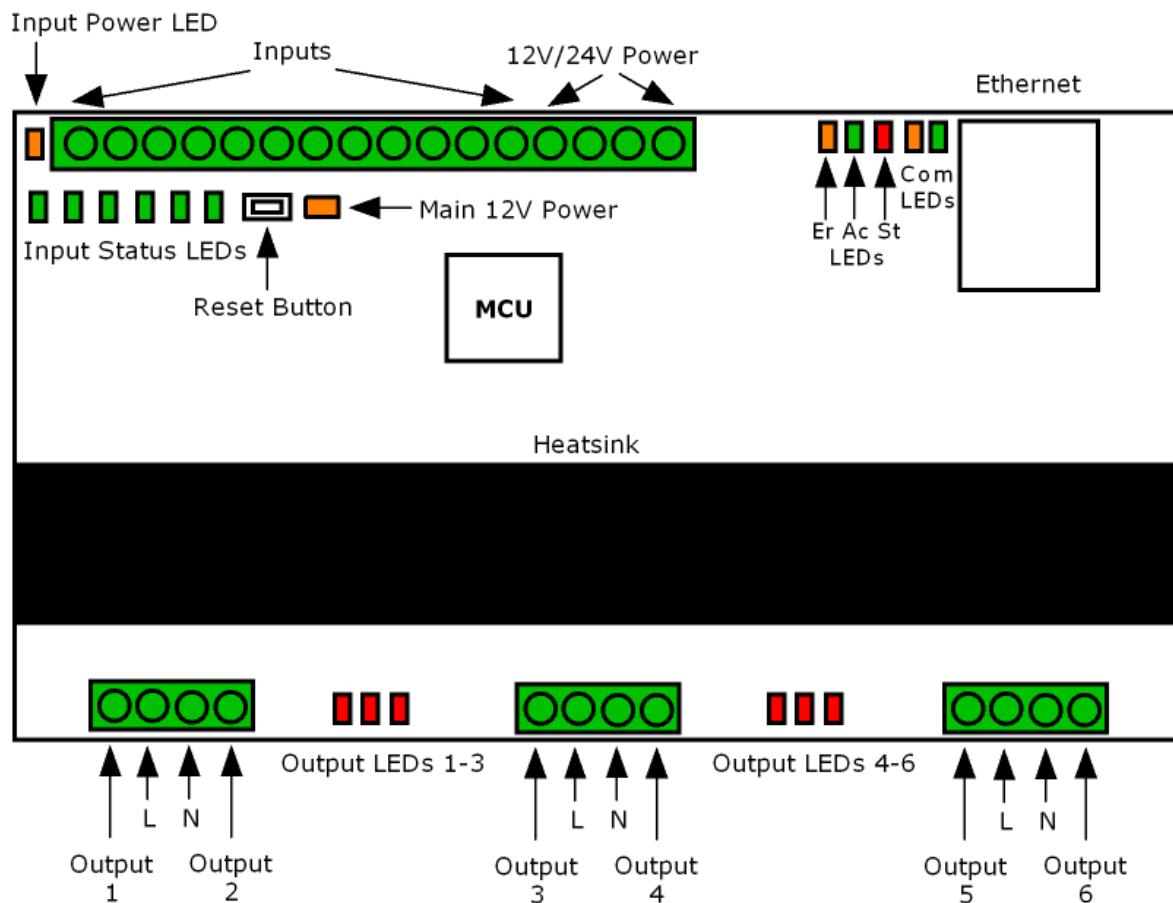 Input Power LED
Inputs
12V/24V Power
Ethernet
Com
LEDs
Main 12V Power
Er Ac St
LEDs
Input Status LEDs
Reset Button
MCU
Heatsink
Output LEDs 1-3
Output LEDs 4-6
L N
L N
L N
Output
1
Output
2
Output
3
Output
4
Output
5
Output
6